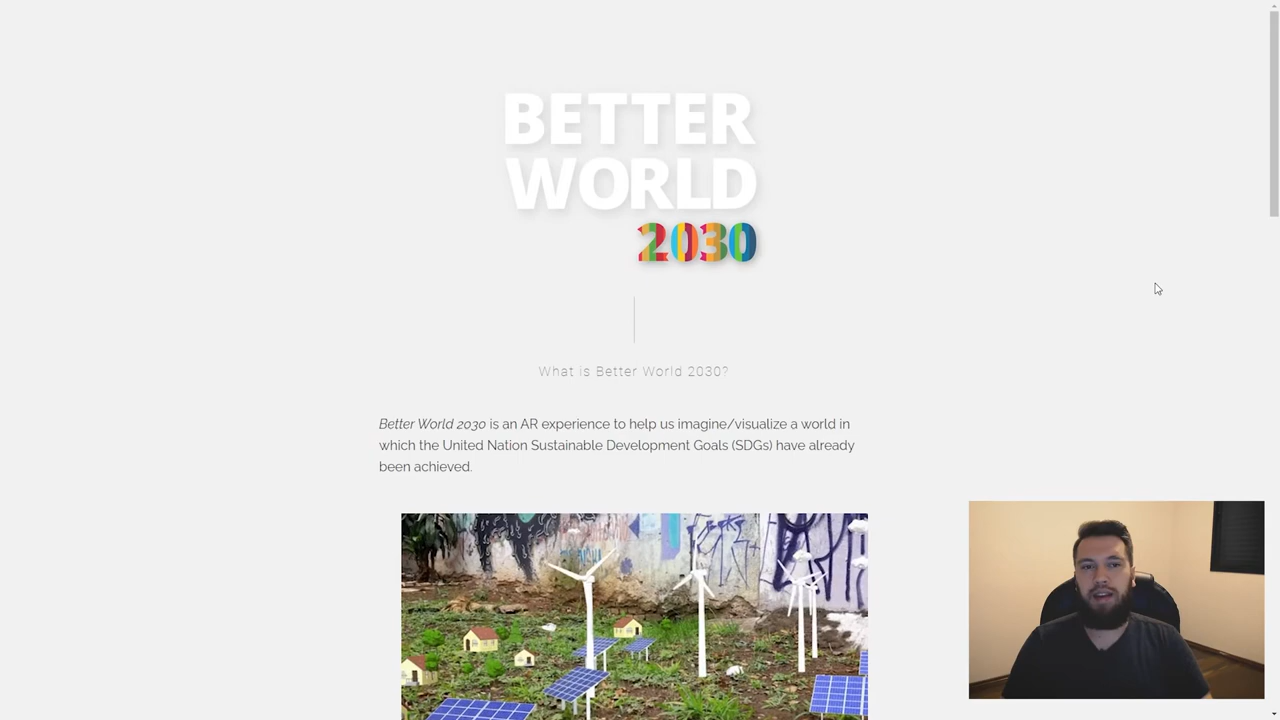 BETTER
WORLD
2030
What is Better World 2030?
Better World 2030 is an AR experience to help us imagine/visualize a world in
which the United Nation Sustainable Development Goals (SDGs) have already
been achieved.